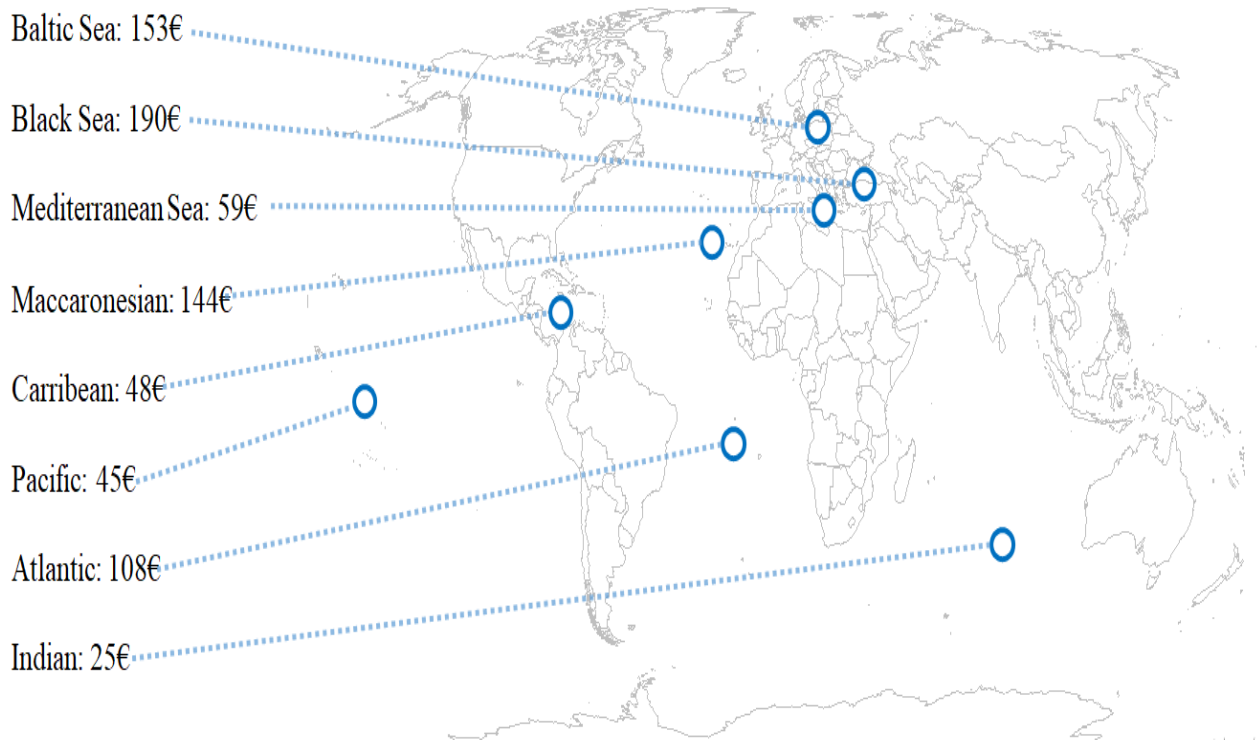 Baltic Sea: 153€
Black Sea: 190€
Mediterranean Sea: 59€
Maccaronesian: 144€
Carribean: 48€
Pacific: 45€
Atlantic: 108€
Indian: 25€